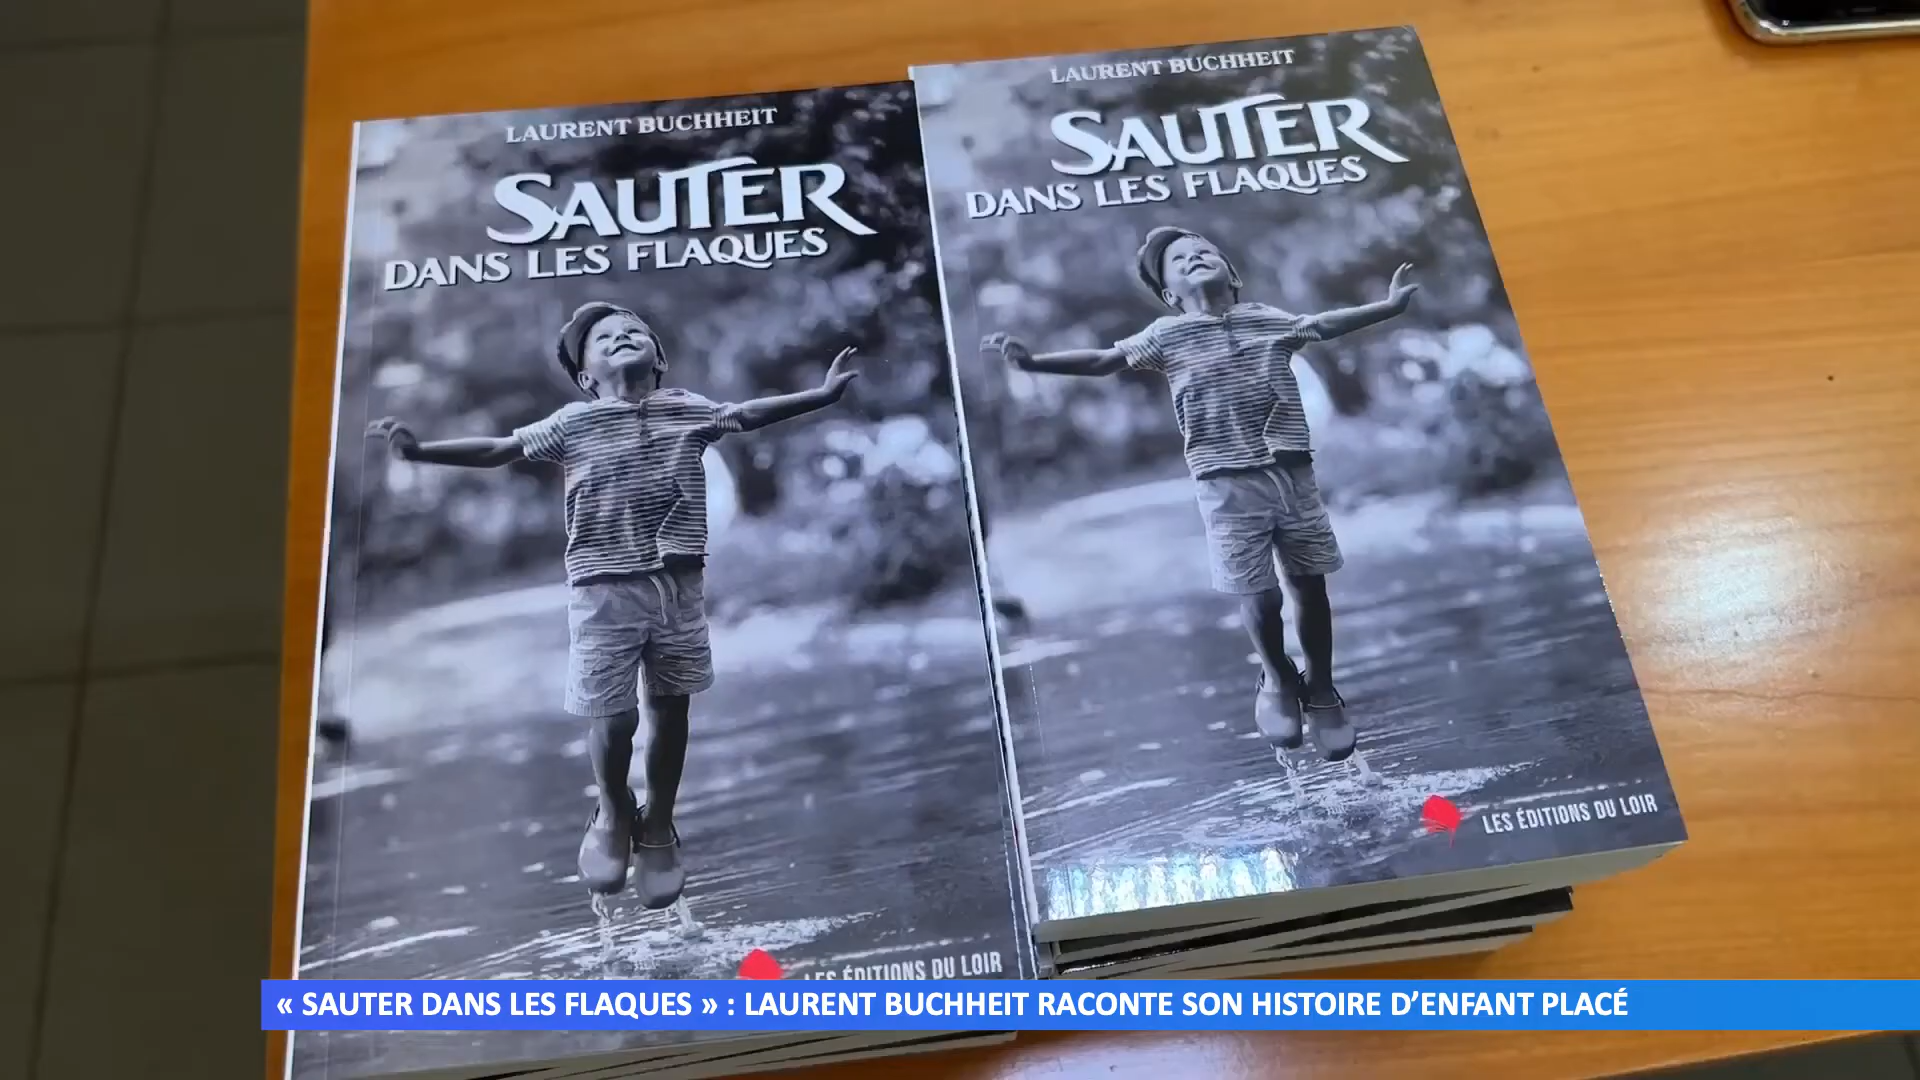 LAURENT BUCHHEIT
SAUTER
DANS LES FLAQUES
LES ÉDITIONS DU LOIR
LAURENT BUCHHEIT
SAUTER
DANS LES FLAQUES
LES ÉDITIONS DU LOIR
« SAUTER DANS LES FLAQUES » : LAURENT BUCHHEIT RACONTE SON HISTOIRE D’ENFANT PLACÉ